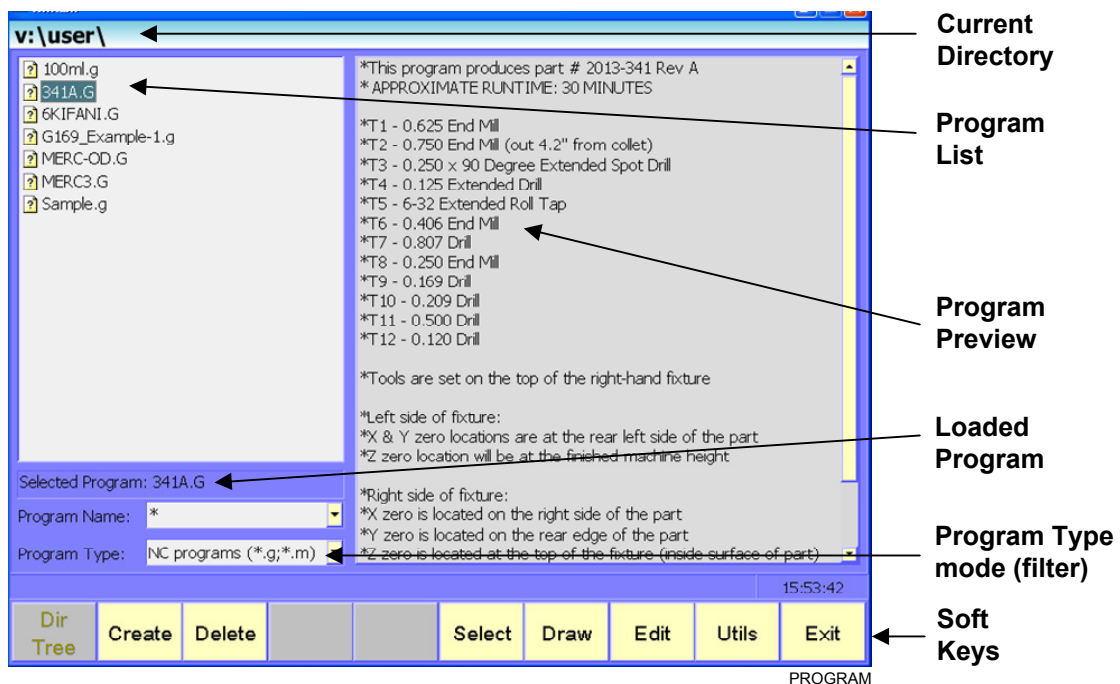 v:\user\
Current
Directory
100ml.g
341A.G
6KIFANI.G
G169_Example-1.g
MERC-OD.G
MERC3.G
Sample.g
*This program produces part # 2013-341 Rev A
* APPROXIMATE RUNTIME: 30 MINUTES
*T1 - 0.625 End Mill
*T2 - 0.750 End Mill (out 4.2" from collet)
*T3 - 0.250 x 90 Degree Extended Spot Drill
*T4 - 0.125 Extended Drill
*T5 - 6-32 Extended Roll Tap
*T6 - 0.406 End Mill
*T7 - 0.807 Drill
*T8 - 0.250 End Mill
*T9 - 0.169 Drill
*T10 - 0.209 Drill
*T11 - 0.500 Drill
*T12 - 0.120 Drill
*Tools are set on the top of the right-hand fixture
*Left side of fixture:
*X & Y zero locations are at the rear left side of the part
*Z zero location will be at the finished machine height
*Right side of fixture:
*X zero is located on the right side of the part
*Y zero is located on the rear edge of the part
*Z zero is located at the top of the fixture (inside surface of part)
Program
List
Program
Preview
Loaded
Program
Selected Program: 341A.G
Program Name: *
Program Type: NC programs (*.g;*.m)
Program Type
mode (filter)
15:53:42
Dir
Tree
Create
Delete
Select
Draw
Edit
Utils
Exit
Soft
Keys
PROGRAM